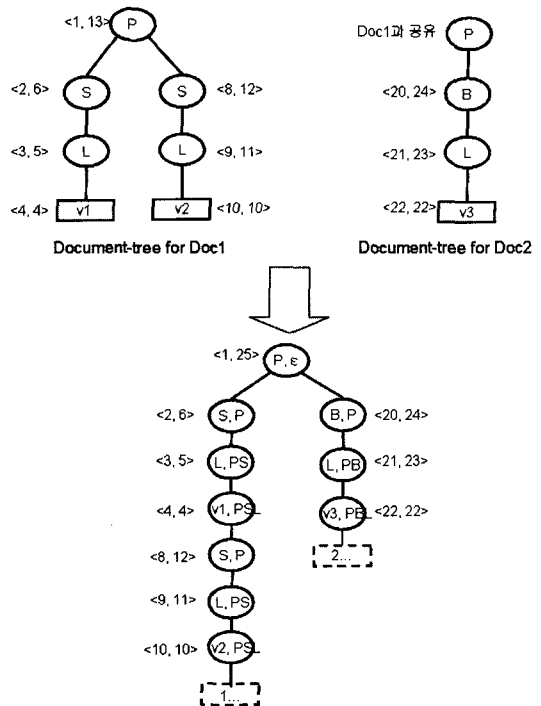 <1, 13> P
Doc1과 공유 P
<2, 6> S S <8, 12>
B <20, 24>
<3, 5> L L <9, 11>
L <21, 23>
<4, 4> v1 v2 <10, 10>
v3 <22, 22>
Document-tree for Doc1
Document-tree for Doc2
<1, 25> P, ε
<2, 6> S, P B, P <20, 24>
<3, 5> L, PS L, PB <21, 23>
<4, 4> v1, PSL v3, PBL <22, 22>
<8, 12> S, P 2...
<9, 11> L, PS
<10, 10> v2, PSL
1...